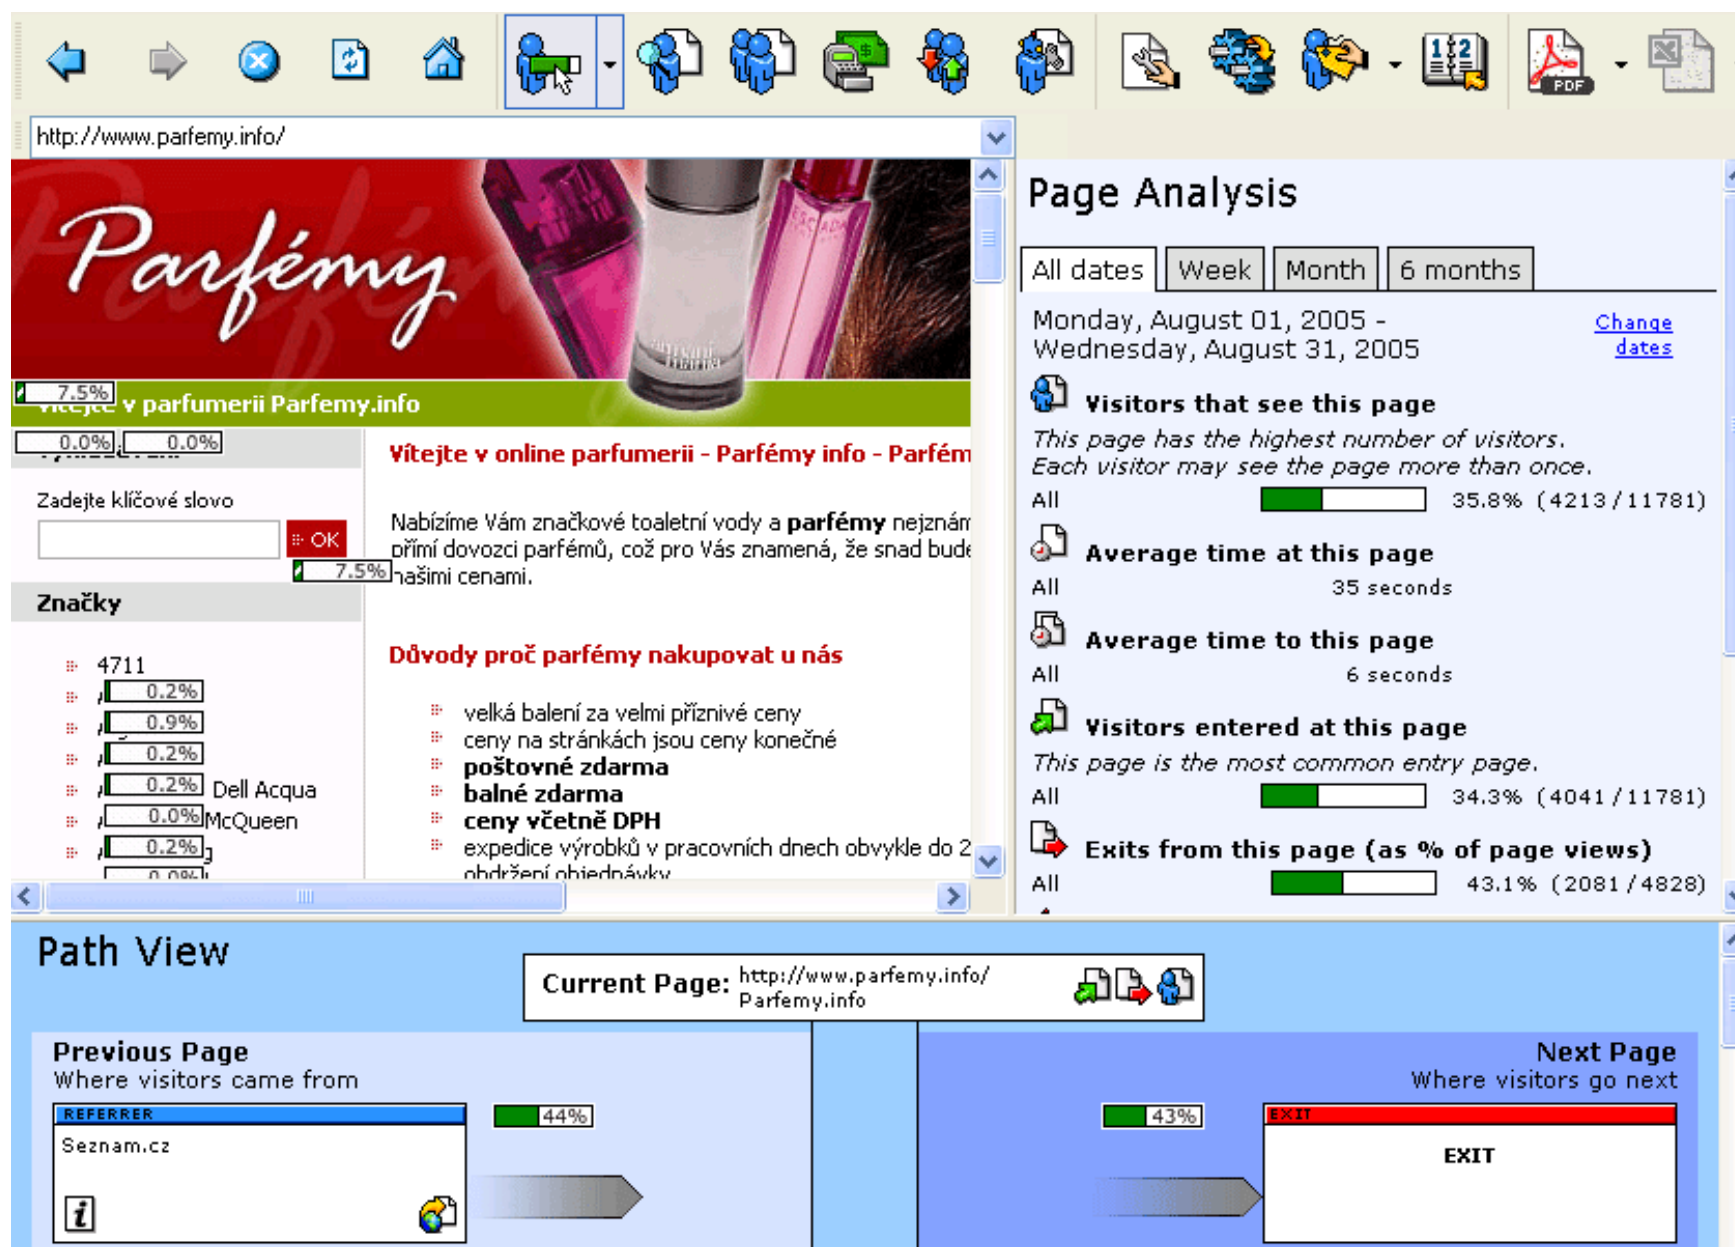 PDF
http://www.parfemy.info/
Parfémy
ESCADA
7.5%
v parfumerii Parfemy.info
0.0%
0.0%
Zadejte klíčové slovo
OK
7.5%
Značky
4711
0.2%
0.9%
0.2%
0.2% Dell Acqua
0.0% McQueen
0.2%
0.0%
Vítejte v online parfumerii - Parfémy info - Parfém
Nabízíme Vám značkové toaletní vody a parfémy nejznám
přímí dovozci parfémů, což pro Vás znamená, že snad bude
našimi cenami.
Důvody proč parfémy nakupovat u nás
velká balení za velmi příznivé ceny
ceny na stránkách jsou ceny konečné
poštovné zdarma
balné zdarma
ceny včetně DPH
expedice výrobků v pracovních dnech obvykle do 2
obdržení objednávky
Page Analysis
All dates
Week
Month
6 months
Monday, August 01, 2005 -
Wednesday, August 31, 2005
Change
dates
Visitors that see this page
This page has the highest number of visitors.
Each visitor may see the page more than once.
All 35.8% (4213/11781)
Average time at this page
All 35 seconds
Average time to this page
All 6 seconds
Visitors entered at this page
This page is the most common entry page.
All 34.3% (4041/11781)
Exits from this page (as % of page views)
All 43.1% (2081/4828)
Path View
Current Page: http://www.parfemy.info/
Parfemy.info
Previous Page
Where visitors came from
REFERRER
Seznam.cz
44%
Next Page
Where visitors go next
43%
EXIT
EXIT